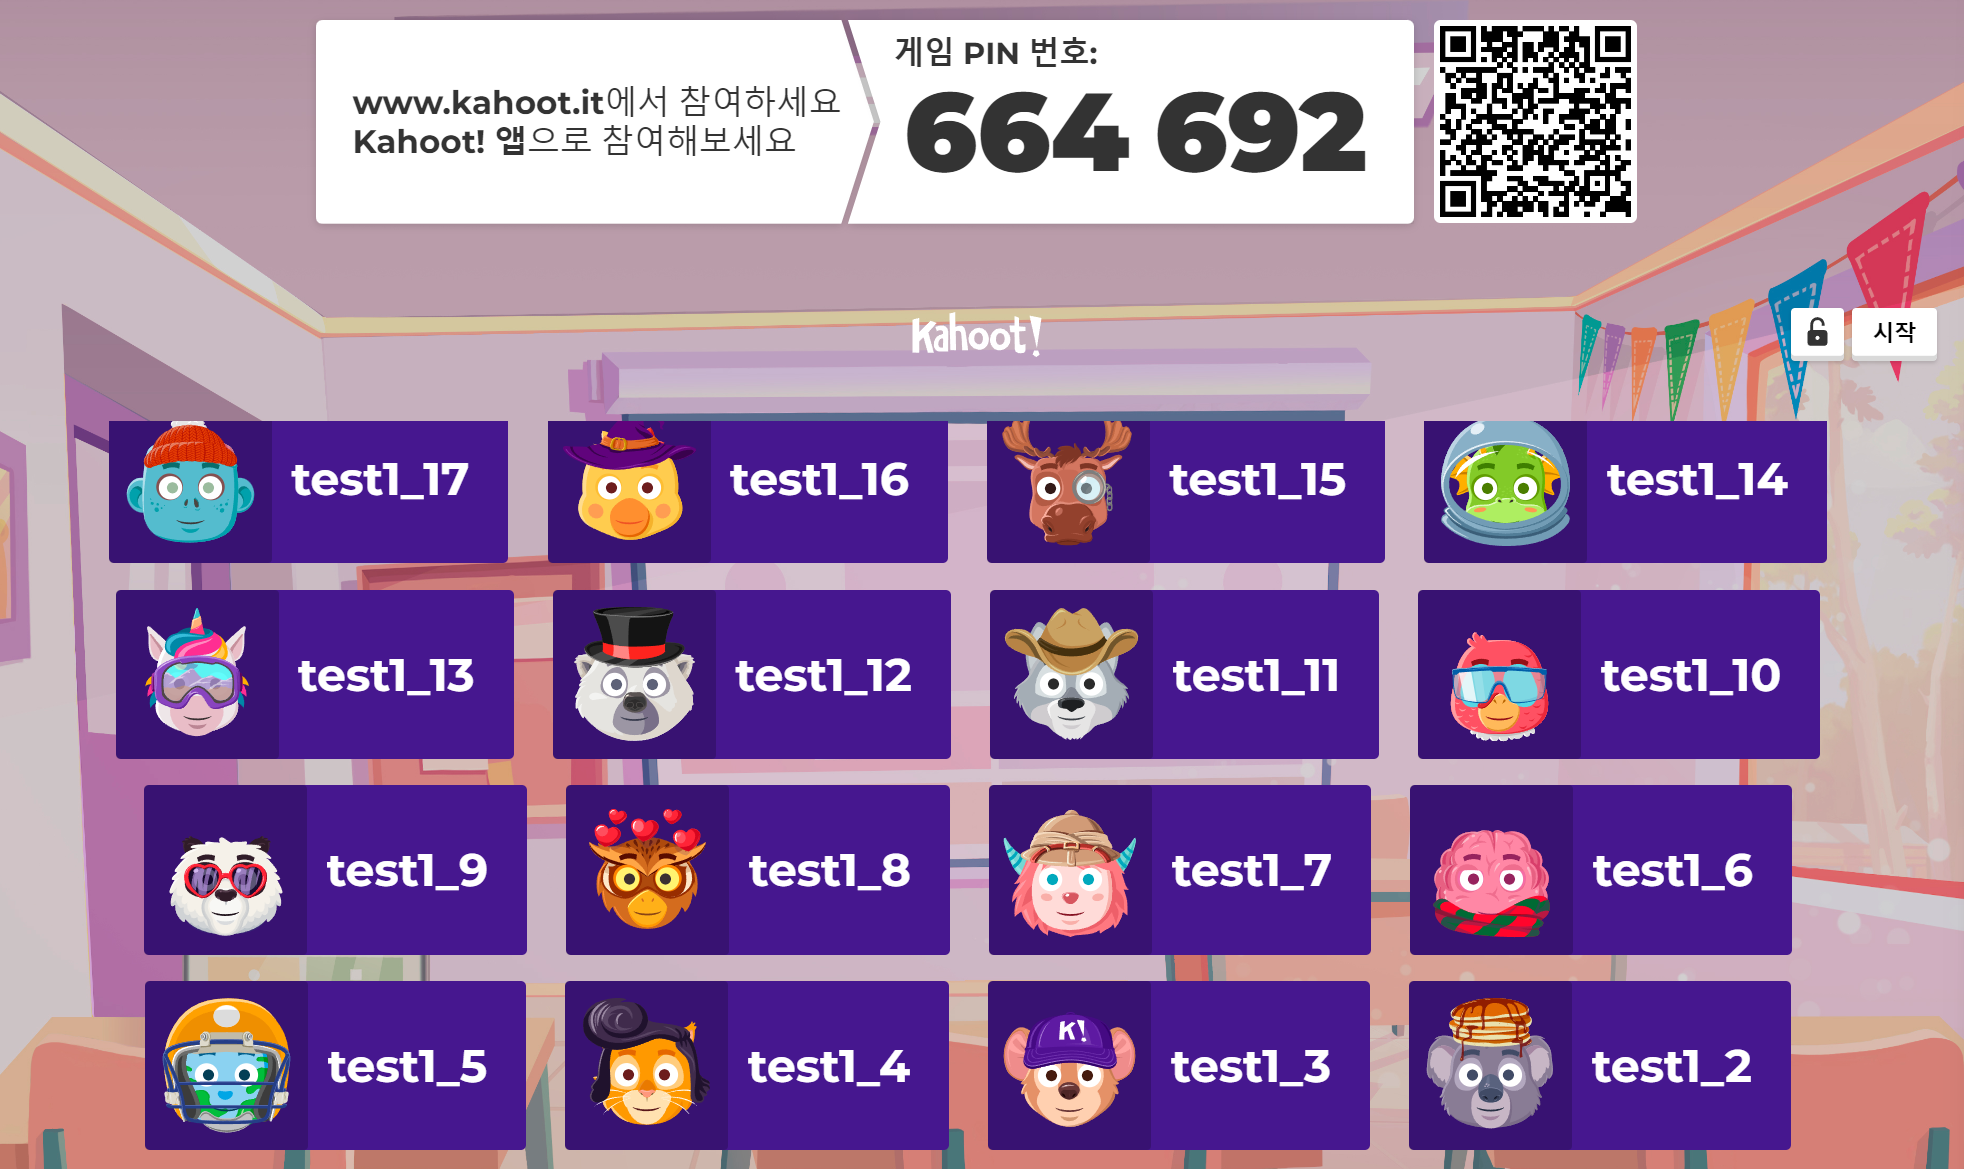 www.kahoot.it에서 참여하세요
Kahoot! 앱으로 참여해보세요
게임 PIN 번호:
664 692
Kahoot!
시작
test1_17
test1_16
test1_15
test1_14
test1_13
test1_12
test1_11
test1_10
test1_9
test1_8
test1_7
test1_6
test1_5
test1_4
K!
test1_3
test1_2